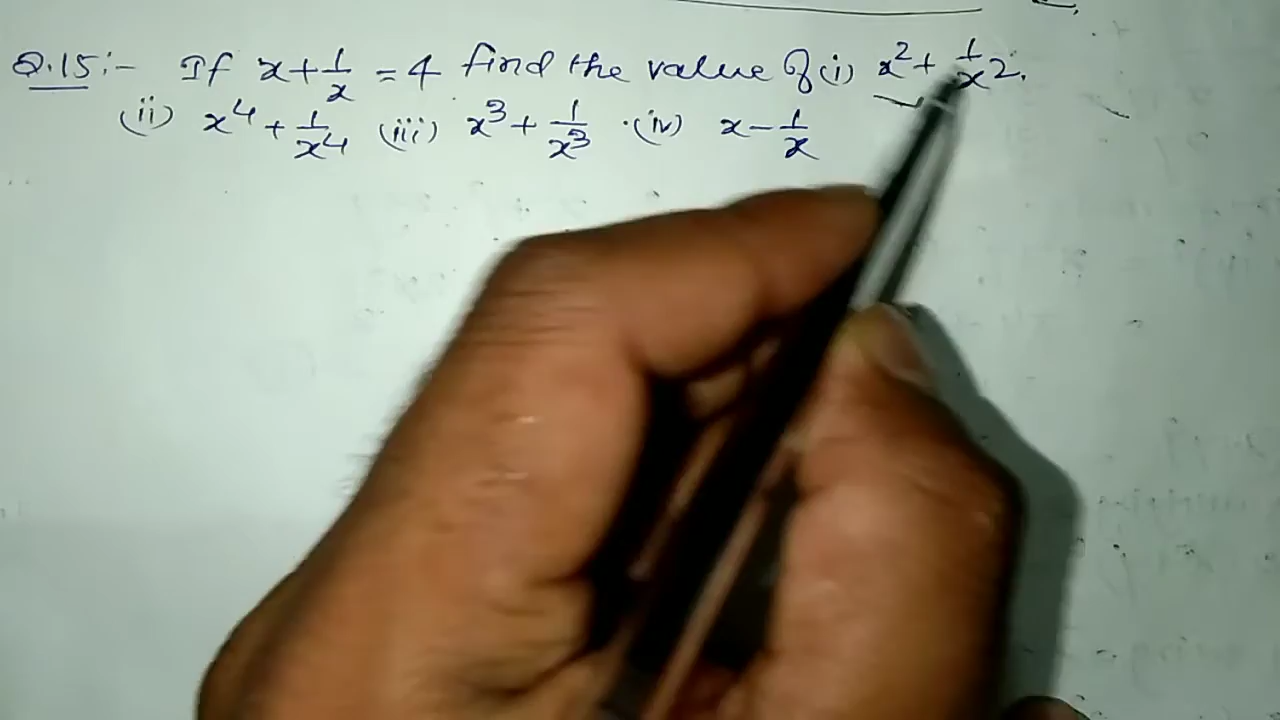 Q.15:- If x+1/x = 4 find the value of (i) x² + 1/x2.
(ii) x⁴ + 1/x⁴ (iii) x³ + 1/x³ .(iv) x - 1/x